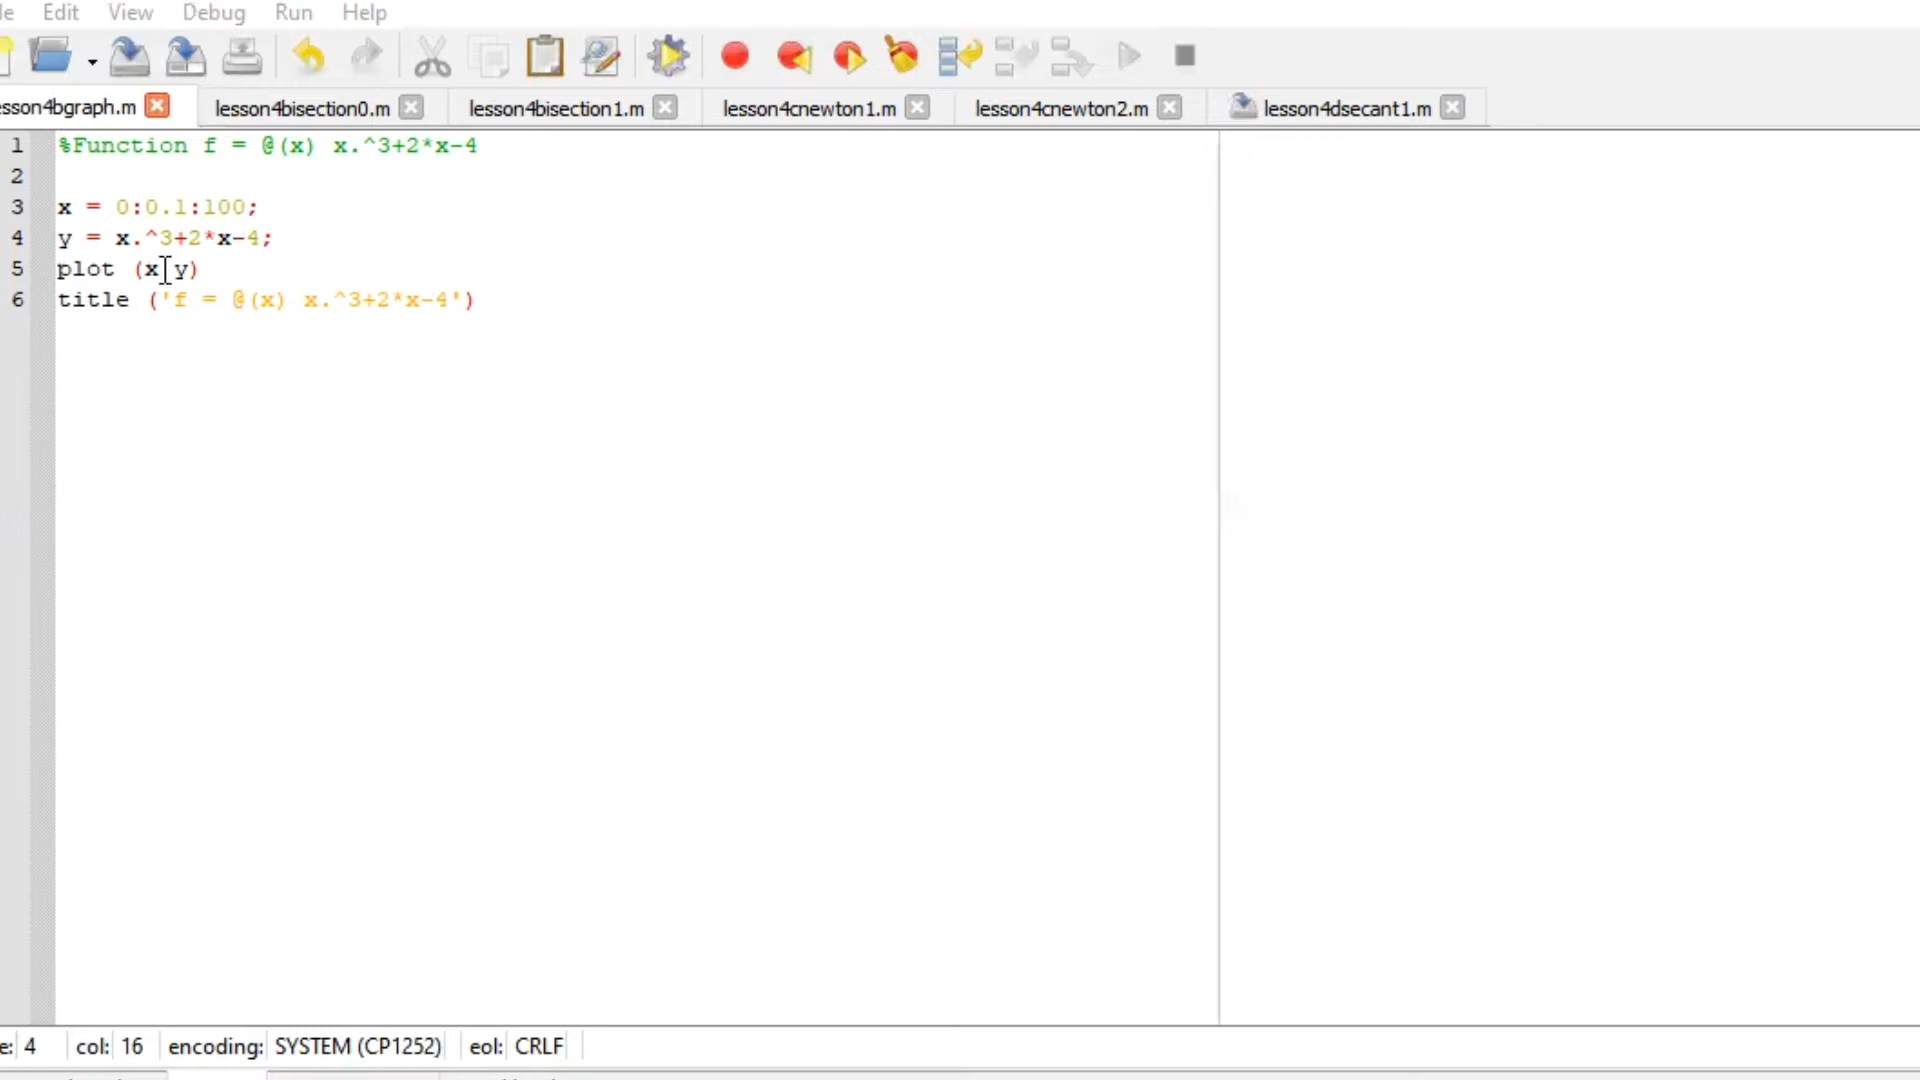 Edit View Debug Run Help
lesson4bisection0.m lesson4bisection1.m lesson4cnewton1.m lesson4cnewton2.m lesson4dsecant1.m
1 %Function f = @(x) x.^3+2*x-4
2
3 x = 0:0.1:100;
4 y = x.^3+2*x-4;
5 plot (x y)
6 title ('f = @(x) x.^3+2*x-4')
4 col: 16 encoding: SYSTEM (CP1252) eol: CRLF